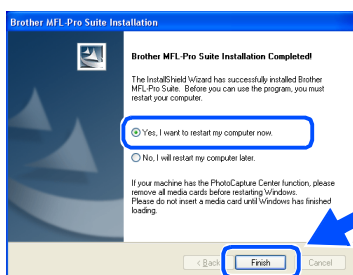 Brother MFL-Pro Suite Installation
Brother MFL-Pro Suite Installation Completed!
The InstallShield Wizard has successfully installed Brother
MFL-Pro Suite. Before you can use the program, you must
restart your computer.
Yes, I want to restart my computer now.
No, I will restart my computer later.
If your machine has the PhotoCapture Center function, please
remove all media cards before restarting Windows.
Please do not insert a media card until Windows has finished
loading.
< Back Finish Cancel